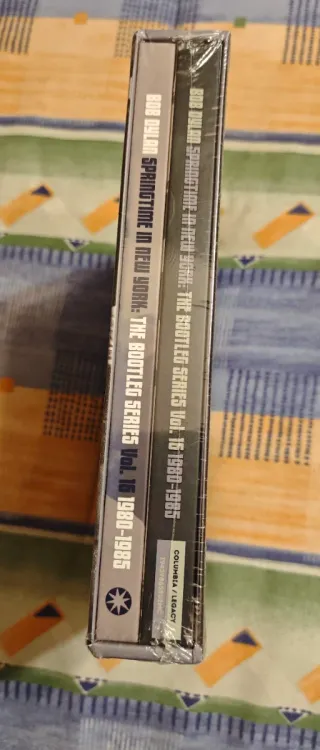 BOB DYLAN SPRINGTIME IN NEW YORK: THE BOOTLEG SERIES Vol. 16 1980–1985
BOB DYLAN SPRINGTIME IN NEW YORK: THE BOOTLEG SERIES Vol. 16 1980–1985
COLUMBIA / LEGACY